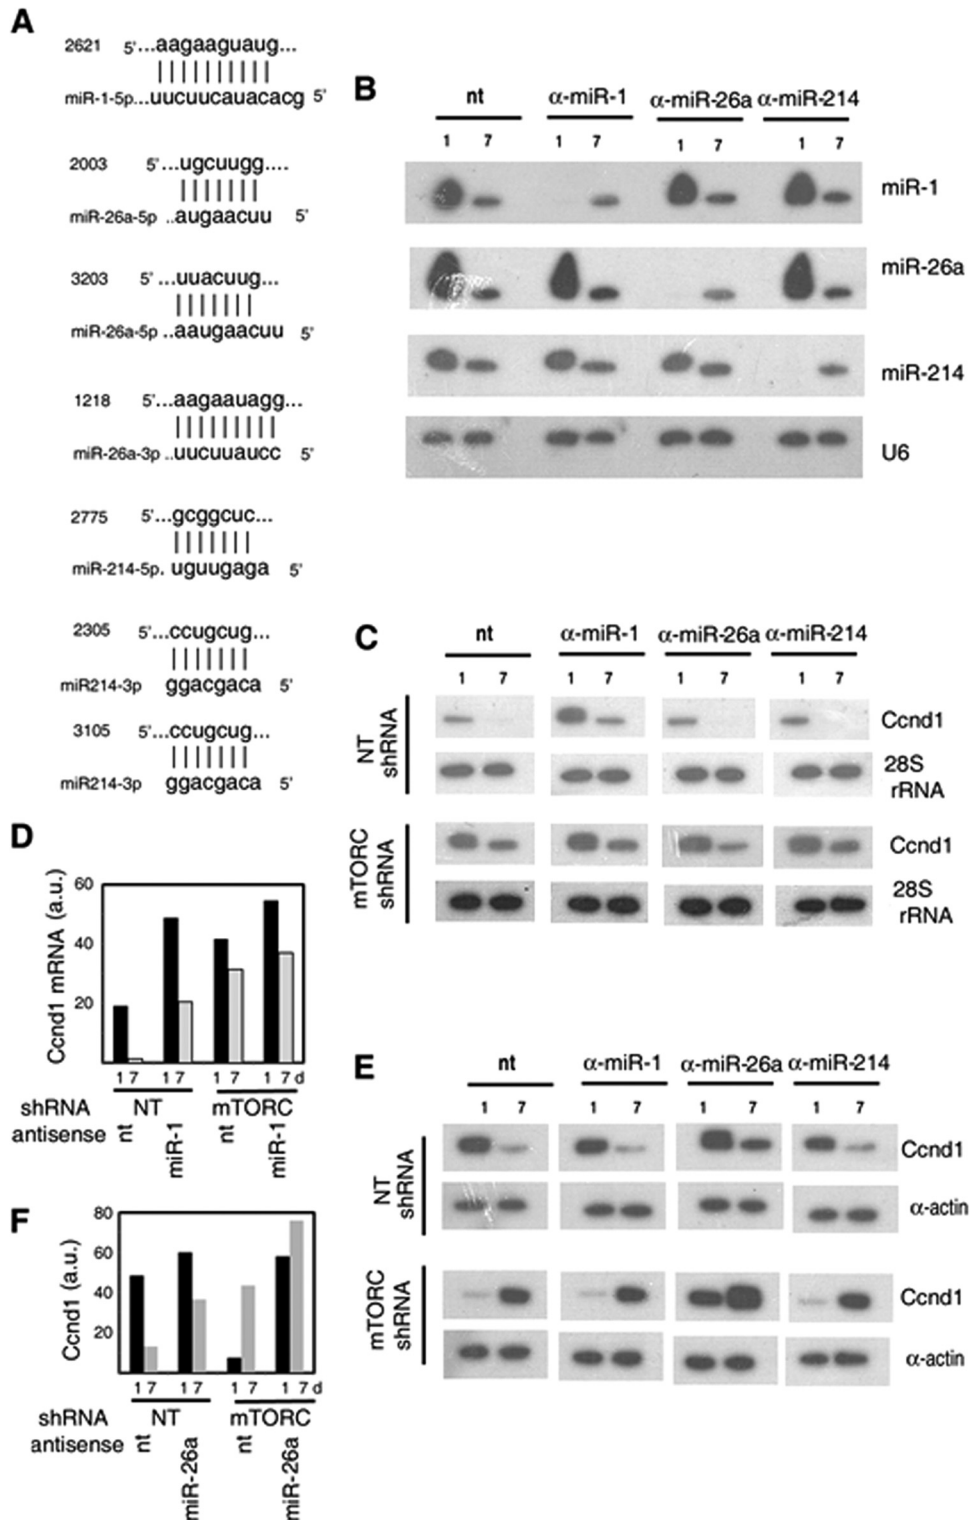 A
2621 5'...aagaaguaug...
miR-1-5p...uucuucauacacg 5'
2003 5'...ugcuugg....
miR-26a-5p ..augaacuu 5'
3203 5'...uuacuug...
miR-26a-5p ..aaugaacuu 5'
1218 5'...aagaauagg...
miR-26a-3p ..uucuuaucc 5'
2775 5'...gcggcuc...
miR-214-5p. uguugaga 5'
2305 5'...ccugcug...
miR214-3p ggacgaca 5'
3105 5'...ccugcug...
miR214-3p ggacgaca 5'
B
nt α-miR-1 α-miR-26a α-miR-214
1 7 1 7 1 7 1 7
miR-1
miR-26a
miR-214
U6
C
nt α-miR-1 α-miR-26a α-miR-214
1 7 1 7 1 7 1 7
NT
shRNA
Ccnd1
28S
rRNA
mTORC
shRNA
Ccnd1
28S
rRNA
D
Ccnd1 mRNA (a.u.)
60
40
20
1 7 1 7 1 7 1 7 d
shRNA NT mTORC
antisense nt miR-1 nt miR-1
E
nt α-miR-1 α-miR-26a α-miR-214
1 7 1 7 1 7 1 7
NT
shRNA
Ccnd1
α-actin
mTORC
shRNA
Ccnd1
α-actin
F
Ccnd1 (a.u.)
80
60
40
20
1 7 1 7 1 7 1 7 d
shRNA NT mTORC
antisense nt miR-26a nt miR-26a